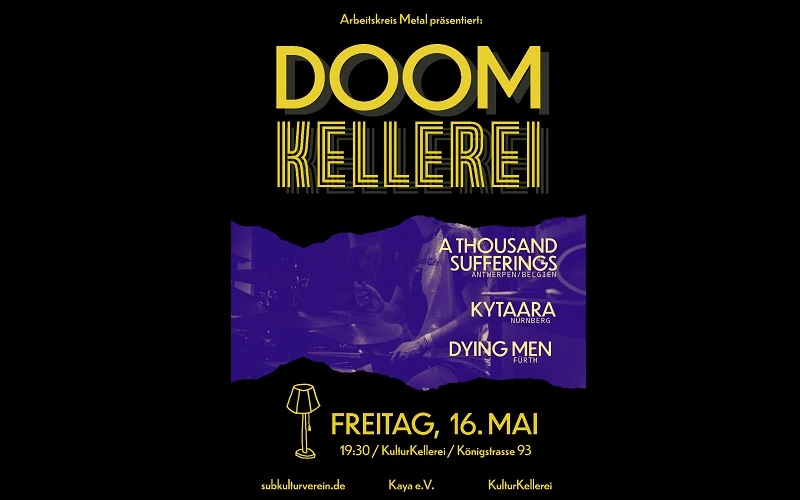 Arbeitskreis Metal präsentiert:
DOOM
KELLEREI
A THOUSAND
SUFFERINGS
ANTWERPEN/BELGIEN
KYTAARA
NÜRNBERG
DYING MEN
FÜRTH
FREITAG, 16. MAI
19:30 / KulturKellerei / Königstrasse 93
subkulturverein.de Kaya e.V. KulturKellerei